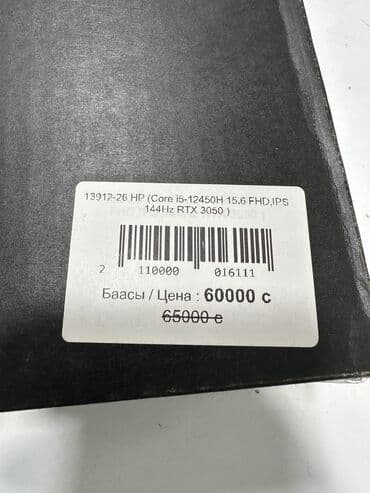 13912-26 HP (Core i5-12450H 15.6 FHD,IPS
144Hz RTX 3050 )
2 110000 016111
Баасы / Цена : 60000 с
65000 с